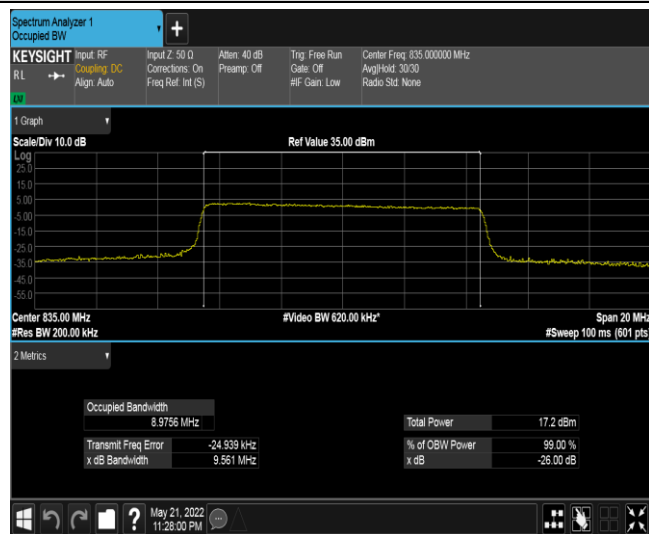 Spectrum Analyzer 1
Occupied BW
+
KEYSIGHT
RL
LXI
Input: RF
Coupling: DC
Align: Auto
Input Z: 50 Ω
Corrections: On
Freq Ref: Int (S)
Atten: 40 dB
Preamp: Off
Trig: Free Run
Gate: Off
#IF Gain: Low
Center Freq: 835.000000 MHz
Avg|Hold: 30/30
Radio Std: None
1 Graph
Scale/Div 10.0 dB
Ref Value 35.00 dBm
Log
25.0
15.0
5.00
-5.00
-15.0
-25.0
-35.0
-45.0
-55.0
Center 835.00 MHz
#Video BW 620.00 kHz*
Span 20 MHz
#Res BW 200.00 kHz
#Sweep 100 ms (601 pts)
2 Metrics
Occupied Bandwidth
8.9756 MHz
Total Power 17.2 dBm
Transmit Freq Error -24.939 kHz
% of OBW Power 99.00 %
x dB Bandwidth 9.561 MHz
x dB -26.00 dB
?
May 21, 2022
11:28:00 PM